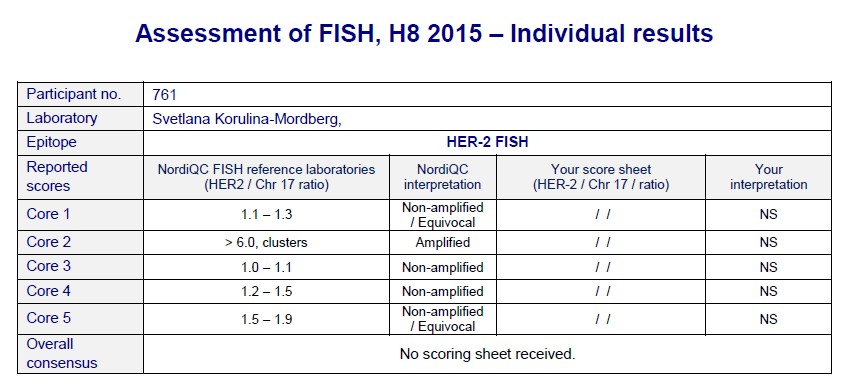 Assessment of FISH, H8 2015 – Individual results
Participant no. 761
Laboratory Svetlana Korulina-Mordberg,
Epitope HER-2 FISH
Reported scores NordiQC FISH reference laboratories (HER2 / Chr 17 ratio) NordiQC interpretation Your score sheet (HER-2 / Chr 17 / ratio) Your interpretation
Core 1 1.1 – 1.3 Non-amplified / Equivocal / / NS
Core 2 > 6.0, clusters Amplified / / NS
Core 3 1.0 – 1.1 Non-amplified / / NS
Core 4 1.2 – 1.5 Non-amplified / / NS
Core 5 1.5 – 1.9 Non-amplified / Equivocal / / NS
Overall consensus No scoring sheet received.